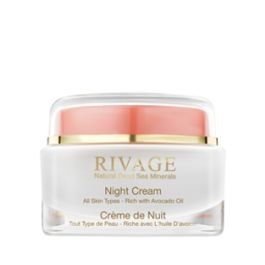 RIVAGE
Natural Dead Sea Minerals
Night Cream
All Skin Types - Rich with Avocado Oil
Crème de Nuit
Tout Type de Peau - Riche avec L'huile D'avocat